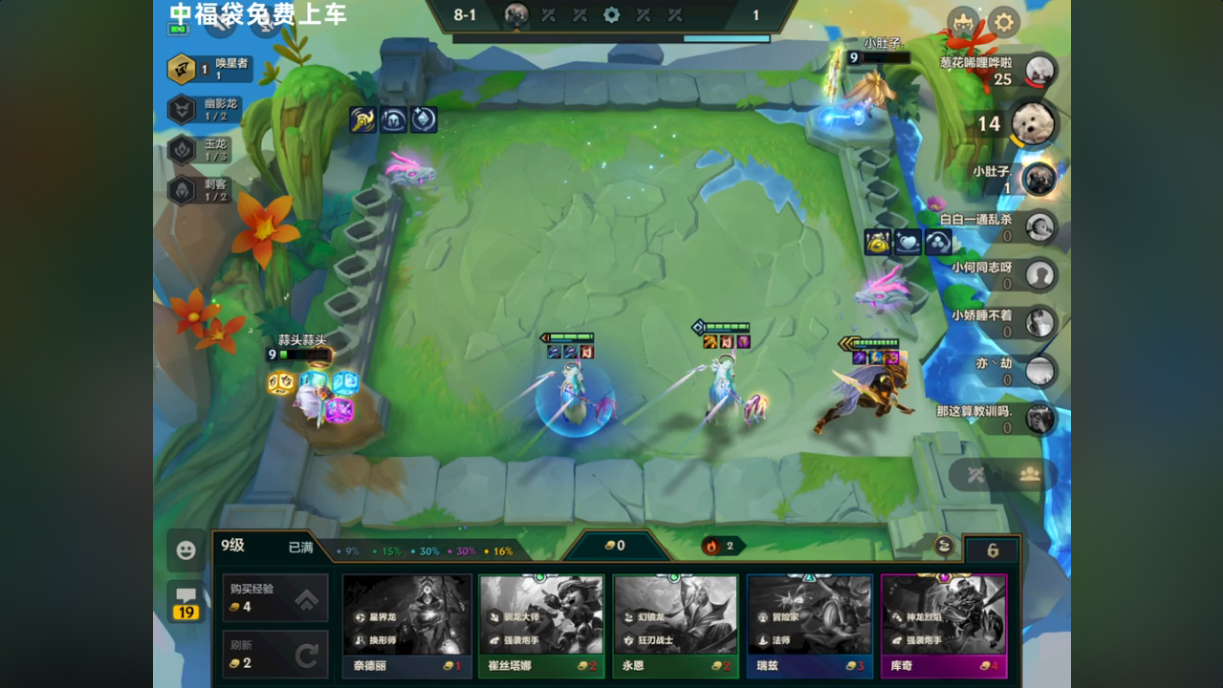 中福袋免费上车
8-1
1
1 唤星者
1
幽影龙
1/2
玉龙
1/3
刺客
1/2
小肚子.
9
葱花唏哩哗啦
25
14
小肚子.
1
白白一通乱杀
0
小何同志呀
0
小娇睡不着
0
亦丶劫
0
那这算教训吗.
0
蒜头蒜头
9
19
9级
已满
9% 15% 30% 30% 16%
0
2
6
购买经验
4
刷新
2
星界龙
换形师
奈德丽 1
驯龙大师
强袭炮手
崔丝塔娜 2
幻镜龙
狂刃战士
永恩 2
冒险家
法师
瑞兹 3
神龙烈焰
强袭炮手
库奇 4